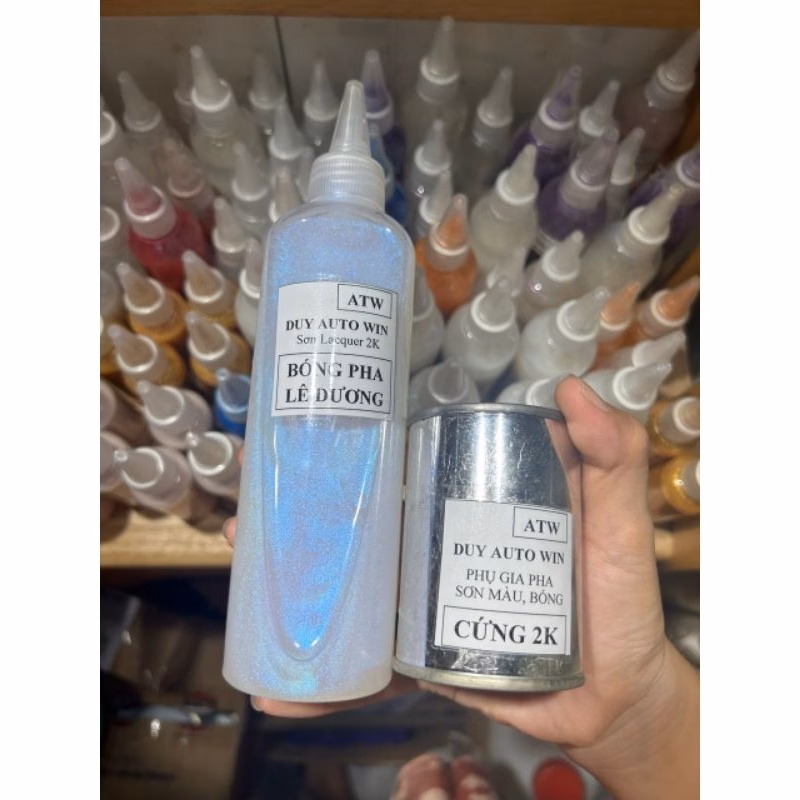 ATW
DUY AUTO WIN
Sơn Lacquer 2K
BÓNG PHA
LÊ DƯƠNG
ATW
DUY AUTO WIN
PHỤ GIA PHA
SƠN MÀU, BÓNG
CỨNG 2K